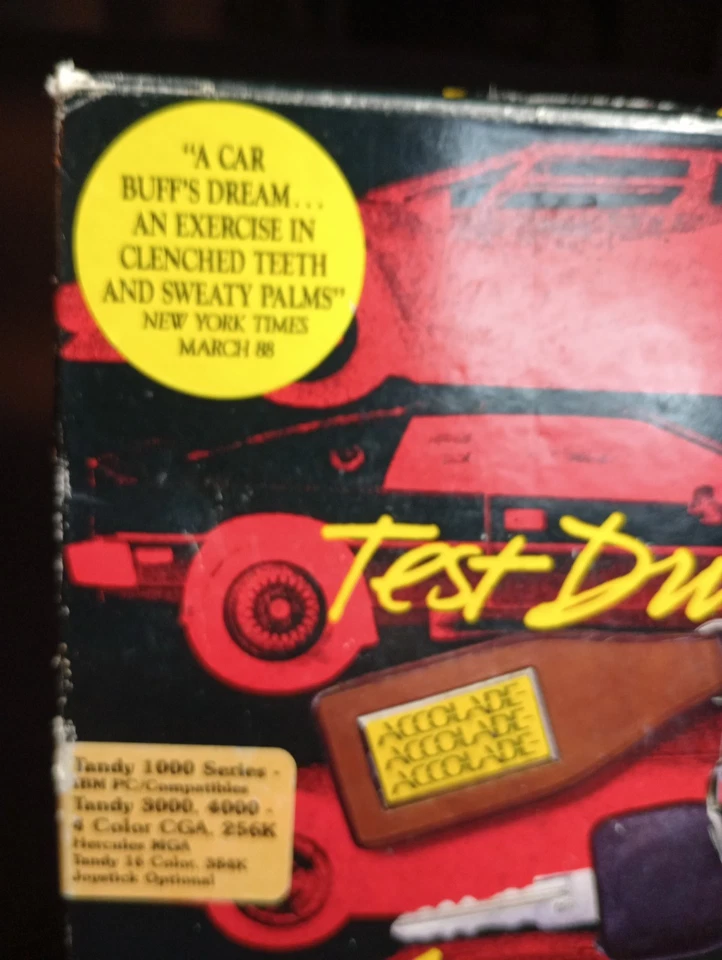 “A CAR
BUFF'S DREAM...
AN EXERCISE IN
CLENCHED TEETH
AND SWEATY PALMS”
NEW YORK TIMES
MARCH 88
Test Dri
ACCOLADE
ACCOLADE
ACCOLADE
Tandy 1000 Series -
IBM PC/Compatibles
Tandy 3000, 4000 -
4 Color CGA, 256K
Hercules MGA
Tandy 16 Color, 384K
Joystick Optional